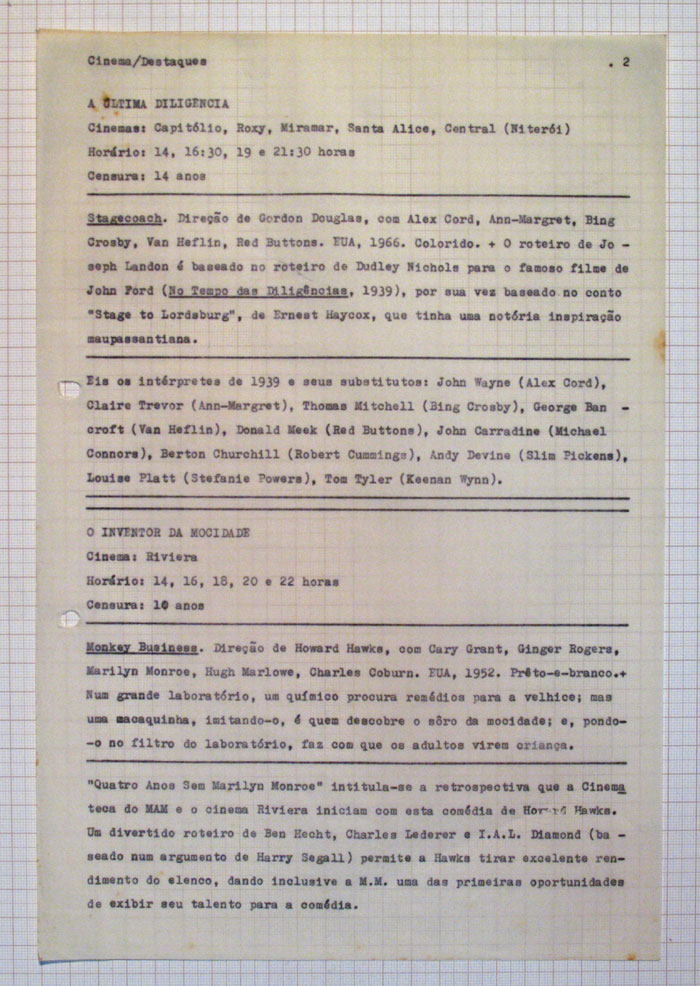 Cinema/Destaques . 2
A ÚLTIMA DILIGÊNCIA
Cinemas: Capitólio, Roxy, Miramar, Santa Alice, Central (Niterói)
Horário: 14, 16:30, 19 e 21:30 horas
Censura: 14 anos
Stagecoach. Direção de Gordon Douglas, com Alex Cord, Ann-Margret, Bing
Crosby, Van Heflin, Red Buttons. EUA, 1966. Colorido. + O roteiro de Jo -
seph Landon é baseado no roteiro de Dudley Nichols para o famoso filme de
John Ford (No Tempo das Diligências, 1939), por sua vez baseado no conto
"Stage to Lordsburg", de Ernest Haycox, que tinha uma notória inspiração
maupassantiana.
Eis os intérpretes de 1939 e seus substitutos: John Wayne (Alex Cord),
Claire Trevor (Ann-Margret), Thomas Mitchell (Bing Crosby), George Ban -
croft (Van Heflin), Donald Meek (Red Buttons), John Carradine (Michael
Connors), Berton Churchill (Robert Cummings), Andy Devine (Slim Pickens),
Louise Platt (Stefanie Powers), Tom Tyler (Keenan Wynn).
O INVENTOR DA MOCIDADE
Cinema: Riviera
Horário: 14, 16, 18, 20 e 22 horas
Censura: 10 anos
Monkey Business. Direção de Howard Hawks, com Cary Grant, Ginger Rogers,
Marilyn Monroe, Hugh Marlowe, Charles Coburn. EUA, 1952. Prêto-e-branco.+
Num grande laboratório, um químico procura remédios para a velhice; mas
uma macaquinha, imitando-o, é quem descobre o sôro da mocidade; e, pondo-
-o no filtro do laboratório, faz com que os adultos virem criança.
"Quatro Anos Sem Marilyn Monroe" intitula-se a retrospectiva que a Cinema
teca do MAM e o cinema Riviera iniciam com esta comédia de Howard Hawks.
Um divertido roteiro de Ben Hecht, Charles Lederer e I.A.L. Diamond (ba -
seado num argumento de Harry Segall) permite a Hawks tirar excelente ren-
dimento do elenco, dando inclusive a M.M. uma das primeiras oportunidades
de exibir seu talento para a comédia.